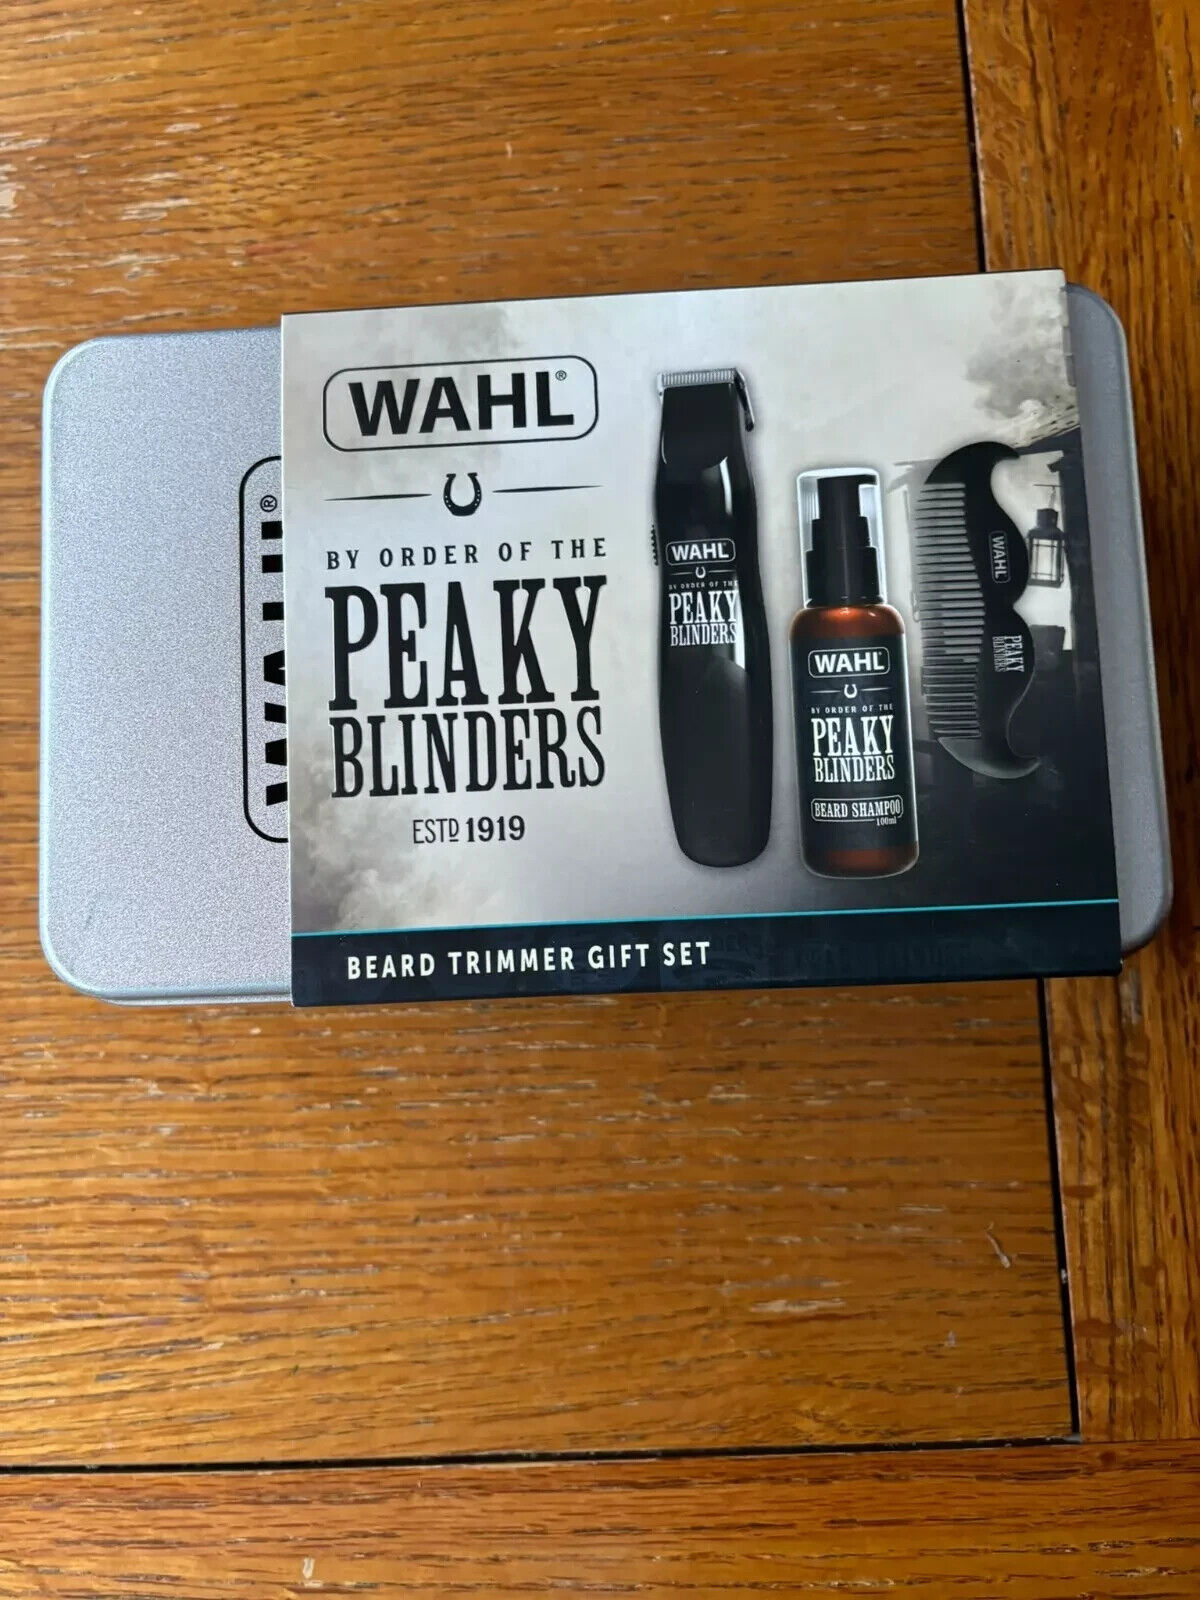 WAHL®
BY ORDER OF THE
PEAKY
BLINDERS
ESTD 1919
BEARD TRIMMER GIFT SET
WAHL
BY ORDER OF THE
PEAKY
BLINDERS
WAHL
BY ORDER OF THE
PEAKY
BLINDERS
BEARD SHAMPOO
100ml
WAHL
PEAKY
BLINDERS
WAHL®